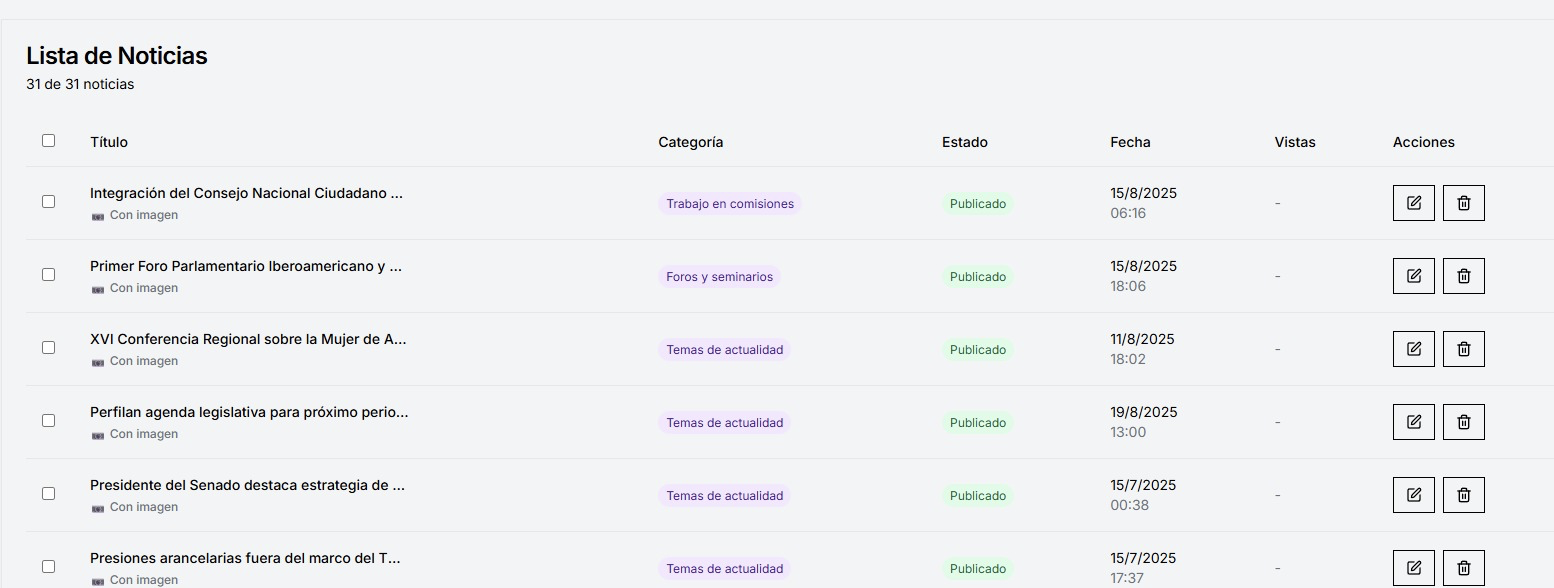 Lista de Noticias
31 de 31 noticias
Título Categoría Estado Fecha Vistas Acciones
Integración del Consejo Nacional Ciudadano ...
Con imagen
Trabajo en comisiones
Publicado
15/8/2025
06:16
-
Primer Foro Parlamentario Iberoamericano y ...
Con imagen
Foros y seminarios
Publicado
15/8/2025
18:06
-
XVI Conferencia Regional sobre la Mujer de A...
Con imagen
Temas de actualidad
Publicado
11/8/2025
18:02
-
Perfilan agenda legislativa para próximo perio...
Con imagen
Temas de actualidad
Publicado
19/8/2025
13:00
-
Presidente del Senado destaca estrategia de ...
Con imagen
Temas de actualidad
Publicado
15/7/2025
00:38
-
Presiones arancelarias fuera del marco del T...
Con imagen
Temas de actualidad
Publicado
15/7/2025
17:37
-